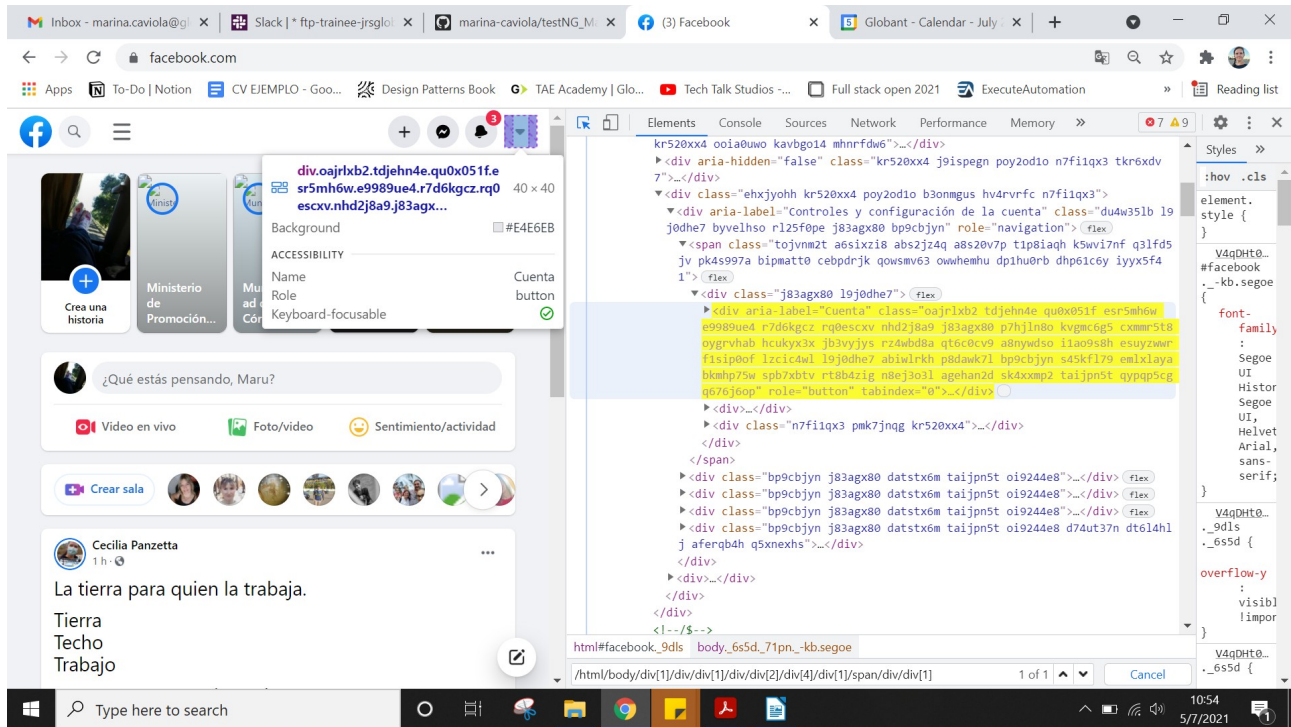 Inbox - marina.caviola@gl
Slack | * ftp-trainee-jrsglol
marina-caviola/testNG_Ma
(3) Facebook
Globant - Calendar - July
facebook.com
Apps
To-Do | Notion
CV EJEMPLO - Goo...
Design Patterns Book
TAE Academy | Glo...
Tech Talk Studios -...
Full stack open 2021
ExecuteAutomation
»
Reading list
3
div.oajrlxb2.tdjehn4e.qu0x051f.e
sr5mh6w.e9989ue4.r7d6kgcz.rq0
escxv.nhd2j8a9.j83agx...
40 × 40
Background
#E4E6EB
ACCESSIBILITY
Name
Cuenta
Role
button
Keyboard-focusable
Crea una
historia
Ministerio
de
Promoción...
¿Qué estás pensando, Maru?
Video en vivo
Foto/video
Sentimiento/actividad
Crear sala
Cecilia Panzetta
1 h ·
La tierra para quien la trabaja.
Tierra
Techo
Trabajo
Elements
Console
Sources
Network
Performance
Memory
»
7
9
kr520xx4 ooia0uwo kavbgo14 mhnrfdw6">…</div>
<div aria-hidden="false" class="kr520xx4 j9ispegn poy2od1o n7fi1qx3 tkr6xdv
7">…</div>
<div class="ehxjyohh kr520xx4 poy2od1o b3onmgus hv4rvrfc n7fi1qx3">
<div aria-label="Controles y configuración de la cuenta" class="du4w35lb l9
j0dhe7 byvelhso rl25f0pe j83agx80 bp9cbjyn" role="navigation"> flex
<span class="tojvnm2t a6sixzi8 abs2jz4q a8s20v7p t1p8iaqh k5wvi7nf q3lfd5
jv pk4s997a bipmatt0 cebpdrjk qowsmv63 owwhemhu dp1hu0rb dhp61c6y iyyx5f4
1"> flex
<div class="j83agx80 l9j0dhe7"> flex
<div aria-label="Cuenta" class="oajrlxb2 tdjehn4e qu0x051f esr5mh6w
e9989ue4 r7d6kgcz rq0escxv nhd2j8a9 j83agx80 p7hjln8o kvgmc6g5 cxmmr5t8
oygrvhab hcukyx3x jb3vyjys rz4wbd8a qt6c0cv9 a8nywdso i1ao9s8h esuyzwwr
f1sip0of lzcic4wl l9j0dhe7 abiwlrkh p8dawk7l bp9cbjyn s45kfl79 emlxlaya
bkmhp75w spb7xbtv rt8b4zig n8ej3o3l agehan2d sk4xxmp2 taijpn5t qypqp5cg
q676j6op" role="button" tabindex="0">…</div>
<div>…</div>
<div class="n7fi1qx3 pmk7jnqg kr520xx4">…</div>
</div>
</span>
<div class="bp9cbjyn j83agx80 datstx6m taijpn5t oi9244e8">…</div> flex
<div class="bp9cbjyn j83agx80 datstx6m taijpn5t oi9244e8">…</div> flex
<div class="bp9cbjyn j83agx80 datstx6m taijpn5t oi9244e8">…</div> flex
<div class="bp9cbjyn j83agx80 datstx6m taijpn5t oi9244e8 d74ut37n dt6l4hl
j aferqb4h q5xnexhs">…</div>
</div>
<div>…</div>
</div>
</div>
<!--/$-->
html#facebook._9dls
body._6s5d._71pn._-kb.segoe
/html/body/div[1]/div/div[1]/div/div[2]/div[4]/div[1]/span/div/div[1]
1 of 1
Cancel
Styles
»
:hov .cls
element.
style {
}
V4qDHt0…
#facebook
._-kb.segoe
{
font-
family
:
Segoe
UI
Histor
Segoe
UI,
Helvet
Arial,
sans-
serif;
}
V4qDHt0…
._9dls
._6s5d {
overflow-y
:
visibl
!impor
}
V4qDHt0…
._6s5d {
Type here to search
10:54
5/7/2021
1